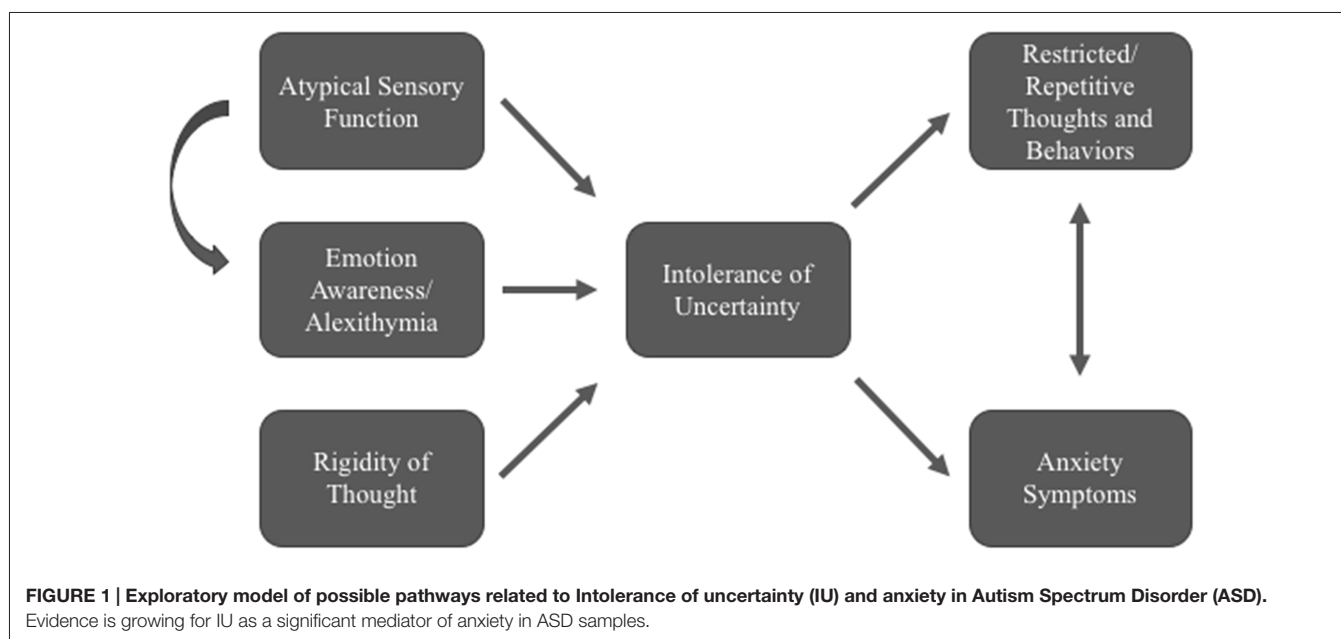 Atypical Sensory
Function
Emotion
Awareness/
Alexithymia
Rigidity of
Thought
Intolerance of
Uncertainty
Restricted/
Repetitive
Thoughts and
Behaviors
Anxiety
Symptoms
FIGURE 1 | Exploratory model of possible pathways related to Intolerance of uncertainty (IU) and anxiety in Autism Spectrum Disorder (ASD).
Evidence is growing for IU as a significant mediator of anxiety in ASD samples.